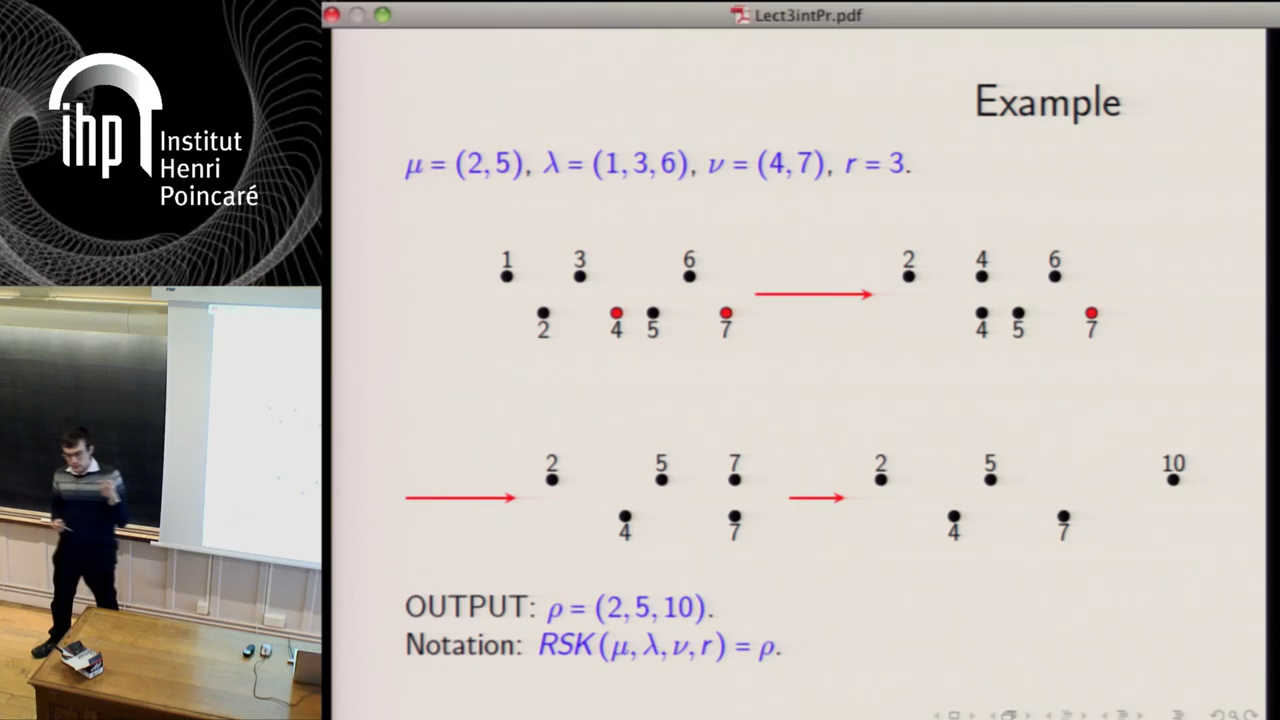 Lect3intPr.pdf
ihp Institut
Henri
Poincaré
Example
μ = (2, 5), λ = (1, 3, 6), ν = (4, 7), r = 3.
1 3 6
2 4 5 7
2 4 6
4 5 7
2 5 7
4 7
2 5 10
4 7
OUTPUT: ρ = (2, 5, 10).
Notation: RSK(μ, λ, ν, r) = ρ.